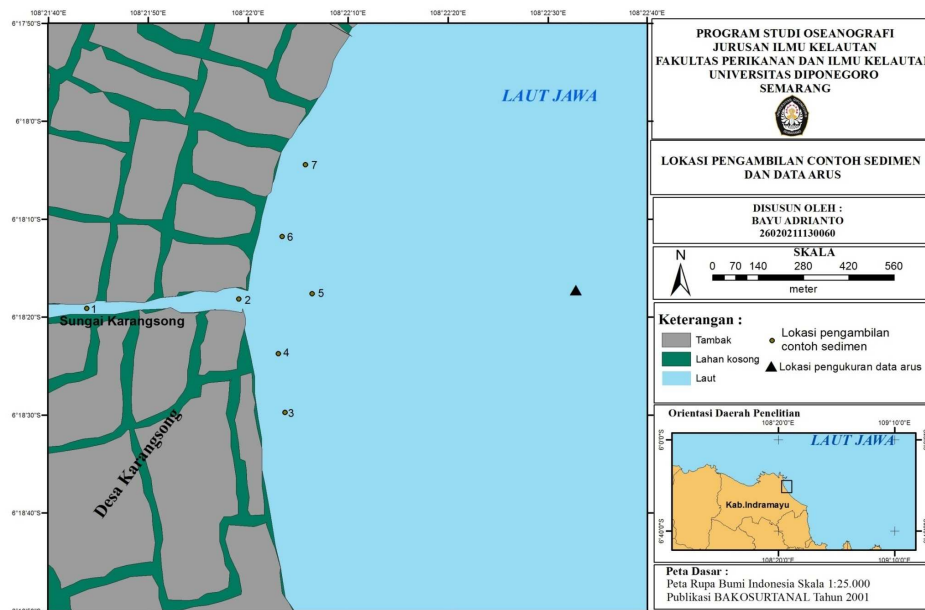 108°21'40"E
108°21'50"E
108°22'0"E
108°22'10"E
108°22'20"E
108°22'30"E
108°22'40"E
6°17'50"S
6°18'0"S
6°18'10"S
6°18'20"S
6°18'30"S
6°18'40"S
LAUT JAWA
7
6
5
2
1
Sungai Karangsong
4
3
Desa Karangsong
PROGRAM STUDI OSEANOGRAFI
JURUSAN ILMU KELAUTAN
FAKULTAS PERIKANAN DAN ILMU KELAUTAN
UNIVERSITAS DIPONEGORO
SEMARANG
LOKASI PENGAMBILAN CONTOH SEDIMEN
DAN DATA ARUS
DISUSUN OLEH :
BAYU ADRIANTO
26020211130060
N
SKALA
0 70 140 280 420 560
meter
Keterangan :
Tambak
Lahan kosong
Laut
Lokasi pengambilan
contoh sedimen
Lokasi pengukuran data arus
Orientasi Daerah Penelitian
108°20'0"E
109°10'0"E
LAUT JAWA
6°0'0"S
Kab.Indramayu
6°40'0"S
108°20'0"E
109°10'0"E
Peta Dasar :
Peta Rupa Bumi Indonesia Skala 1:25.000
Publikasi BAKOSURTANAL Tahun 2001